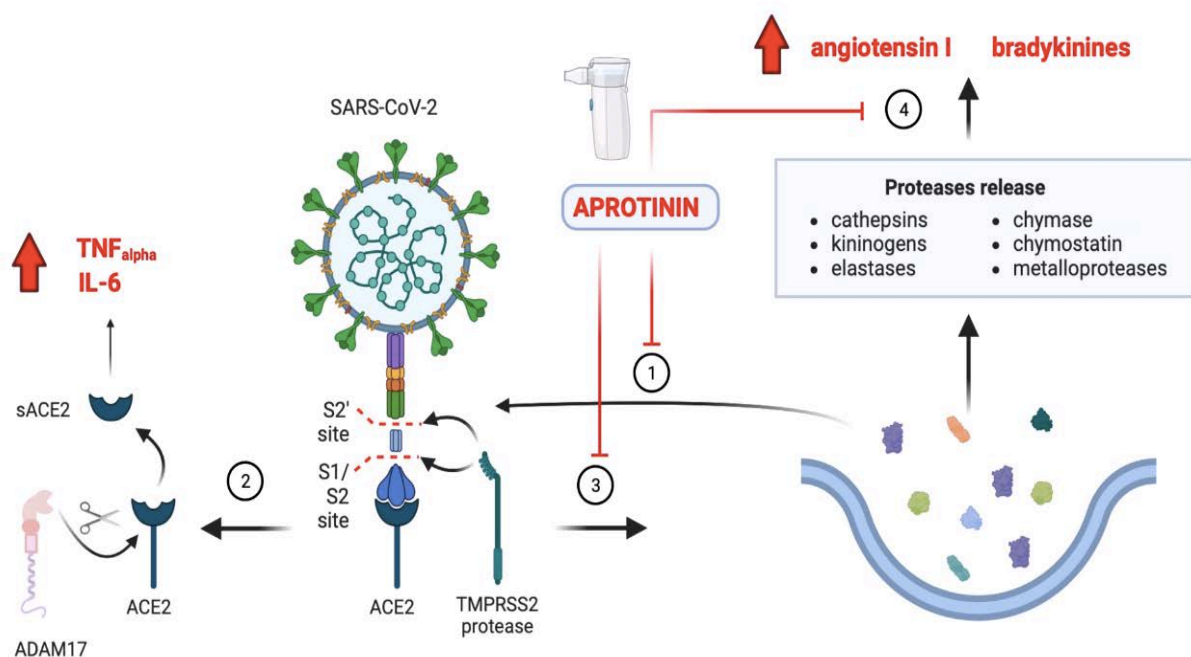 angiotensin I bradykinines
4
SARS-CoV-2
APROTININ
Proteases release
• cathepsins
• kininogens
• elastases
• chymase
• chymostatin
• metalloproteases
TNFalpha
IL-6
1
sACE2
S2'
site
S1/
S2
site
2
3
ACE2
ADAM17
ACE2
TMPRSS2
protease